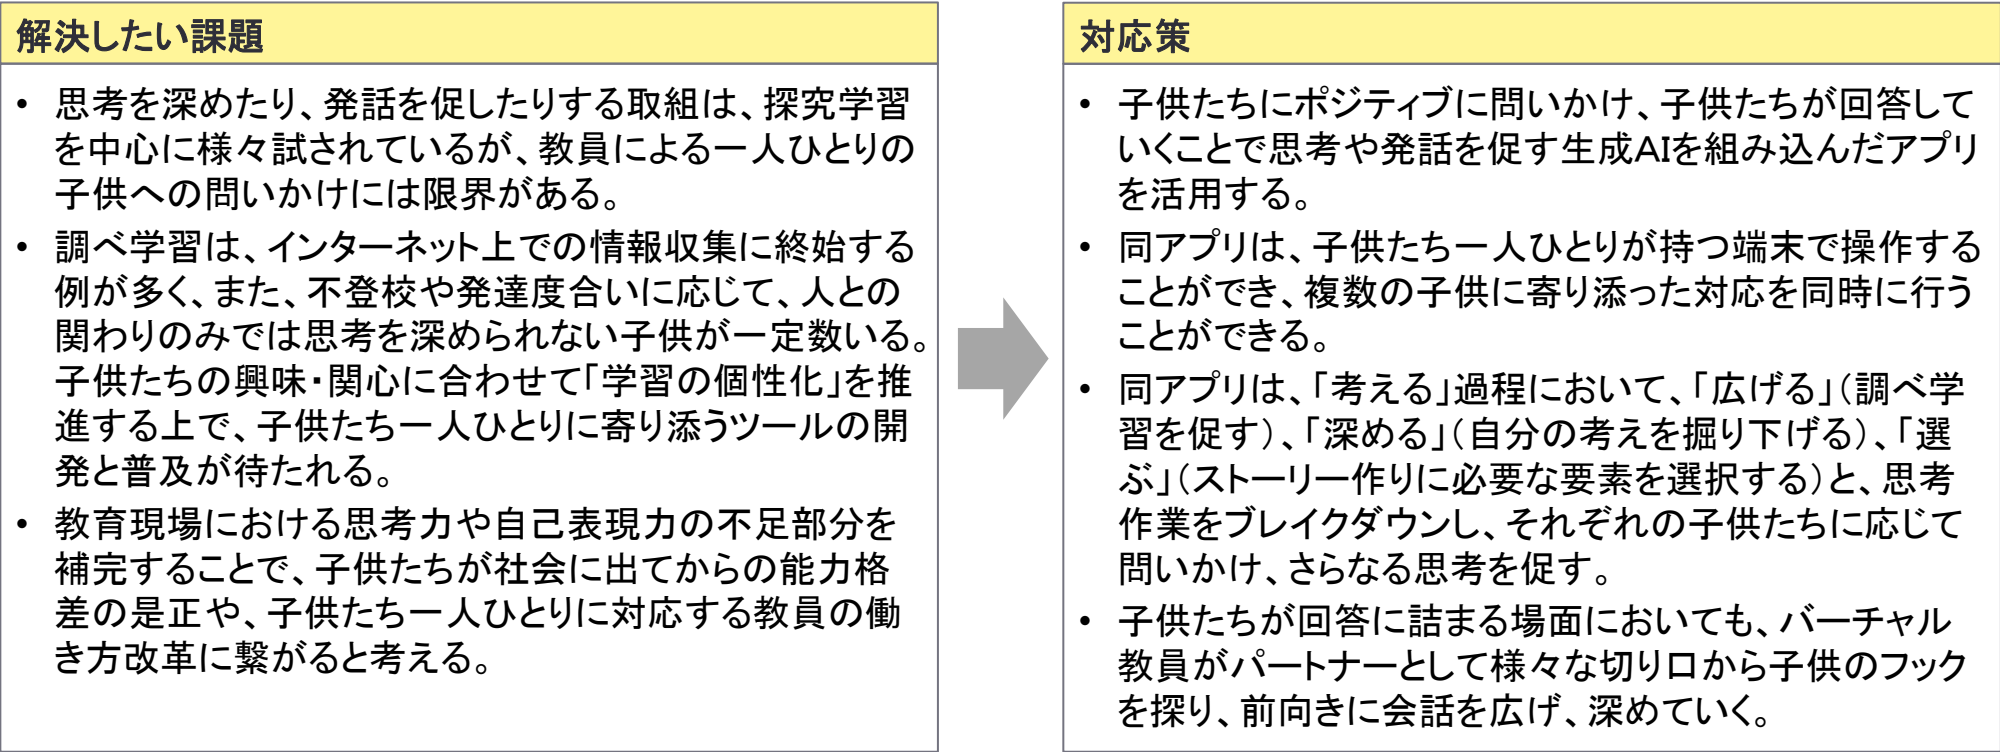 解決したい課題
• 思考を深めたり、発話を促したりする取組は、探究学習
を中心に様々試されているが、教員による一人ひとりの
子供への問いかけには限界がある。
• 調べ学習は、インターネット上での情報収集に終始する
例が多く、また、不登校や発達度合いに応じて、人との
関わりのみでは思考を深められない子供が一定数いる。
子供たちの興味・関心に合わせて「学習の個性化」を推
進する上で、子供たち一人ひとりに寄り添うツールの開
発と普及が待たれる。
• 教育現場における思考力や自己表現力の不足部分を
補完することで、子供たちが社会に出てからの能力格
差の是正や、子供たち一人ひとりに対応する教員の働
き方改革に繋がると考える。
対応策
• 子供たちにポジティブに問いかけ、子供たちが回答して
いくことで思考や発話を促す生成AIを組み込んだアプリ
を活用する。
• 同アプリは、子供たち一人ひとりが持つ端末で操作する
ことができ、複数の子供に寄り添った対応を同時に行う
ことができる。
• 同アプリは、「考える」過程において、「広げる」（調べ学
習を促す）、「深める」（自分の考えを掘り下げる）、「選
ぶ」（ストーリー作りに必要な要素を選択する）と、思考
作業をブレイクダウンし、それぞれの子供たちに応じて
問いかけ、さらなる思考を促す。
• 子供たちが回答に詰まる場面においても、バーチャル
教員がパートナーとして様々な切り口から子供のフック
を探り、前向きに会話を広げ、深めていく。